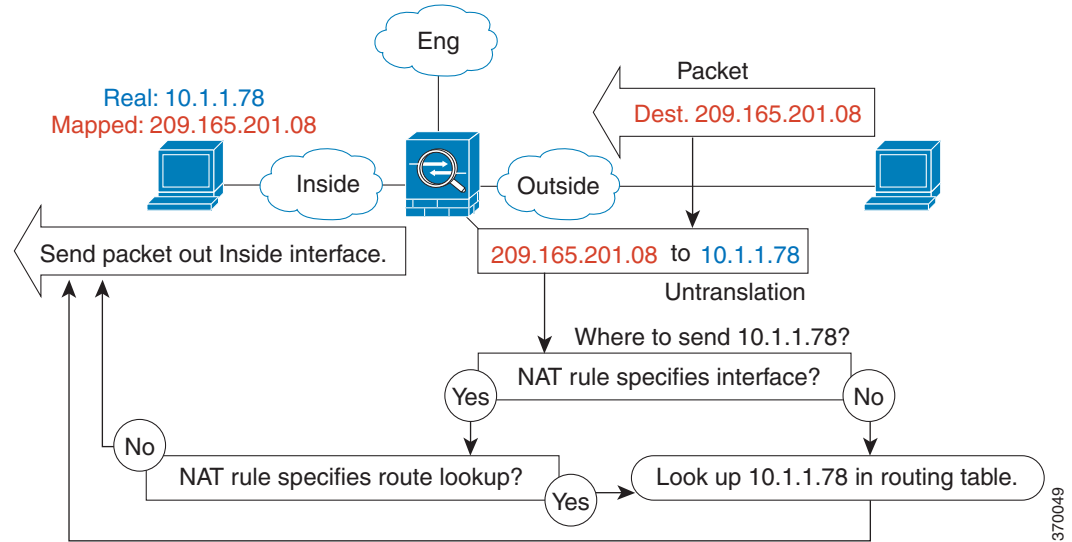 Eng
Packet
Real: 10.1.1.78
Mapped: 209.165.201.08
Dest. 209.165.201.08
Inside
Outside
Send packet out Inside interface.
209.165.201.08 to 10.1.1.78
Untranslation
Where to send 10.1.1.78?
NAT rule specifies interface?
Yes
No
No
NAT rule specifies route lookup?
Yes
Look up 10.1.1.78 in routing table.
370049